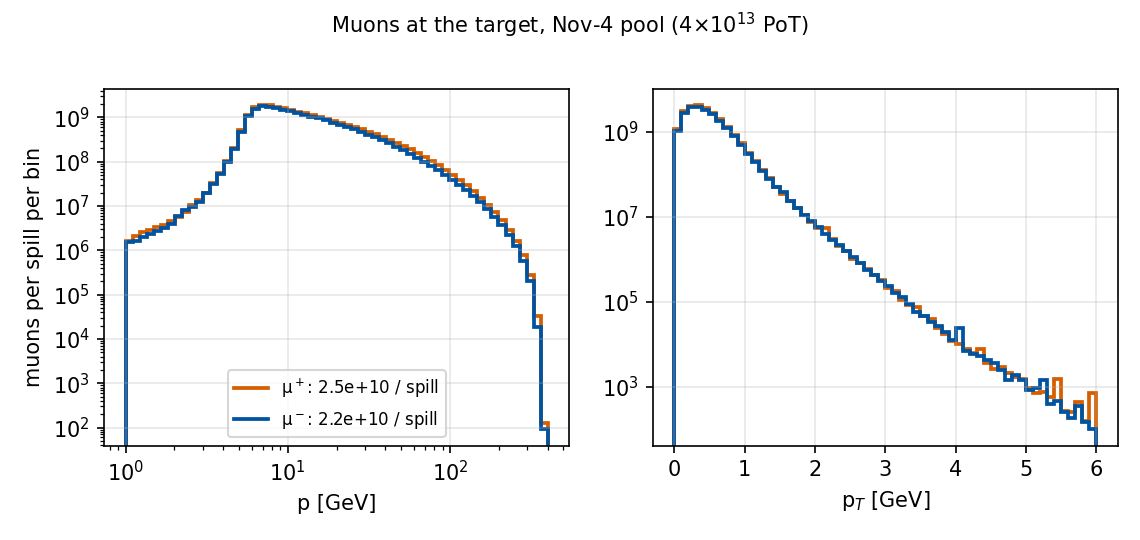 Muons at the target, Nov-4 pool (4×10¹³ PoT)
muons per spill per bin
10⁹
10⁸
10⁷
10⁶
10⁵
10⁴
10³
10²
μ⁺: 2.5e+10 / spill
μ⁻: 2.2e+10 / spill
10⁰ 10¹ 10²
p [GeV]
10⁹
10⁷
10⁵
10³
0 1 2 3 4 5 6
p_T [GeV]